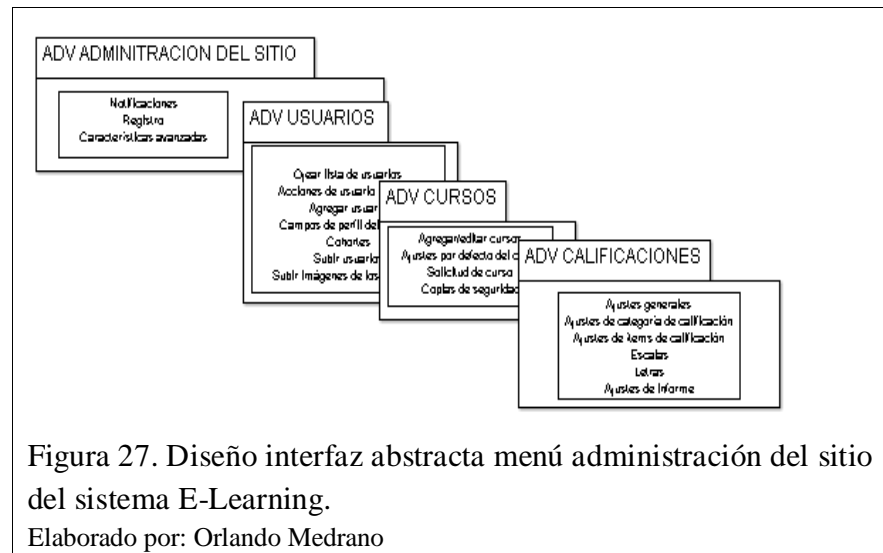 ADV ADMINITRACION DEL SITIO
Notificaciones
Registro
Características avanzadas
ADV USUARIOS
Crear lista de usuarios
Acciones de usuario
Agregar usuar
Campos de perfil del
Cohortes
Subir usuario
Subir Imágenes de los
ADV CURSOS
Agregar/editar cursos
Ajustes por defecto del c
Solicitud de curso
Copias de seguridad
ADV CALIFICACIONES
Ajustes generales
Ajustes de categoría de calificación
Ajustes de ítems de calificación
Escalas
Letras
Ajustes de Informe
Figura 27. Diseño interfaz abstracta menú administración del sitio
del sistema E-Learning.
Elaborado por: Orlando Medrano